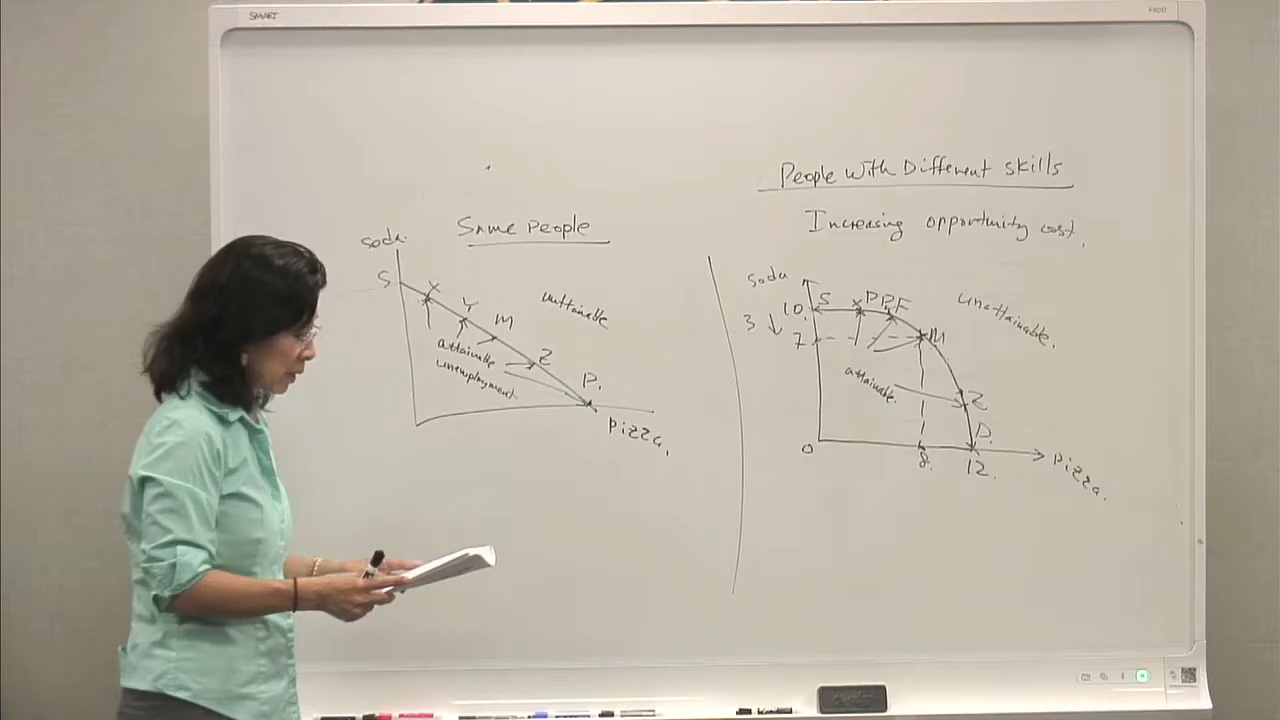 SMART
kapp
People With Different skills
Same People
Increasing opportunity cost.
soda.
S
X
Y
M
Z
P.
unattainable
attainable
unemployment.
Pizza.
soda
10.
S
X
PPF
M
unattainable.
3 ↓
7
attainable.
Z
P.
0
8.
12.
Pizza.